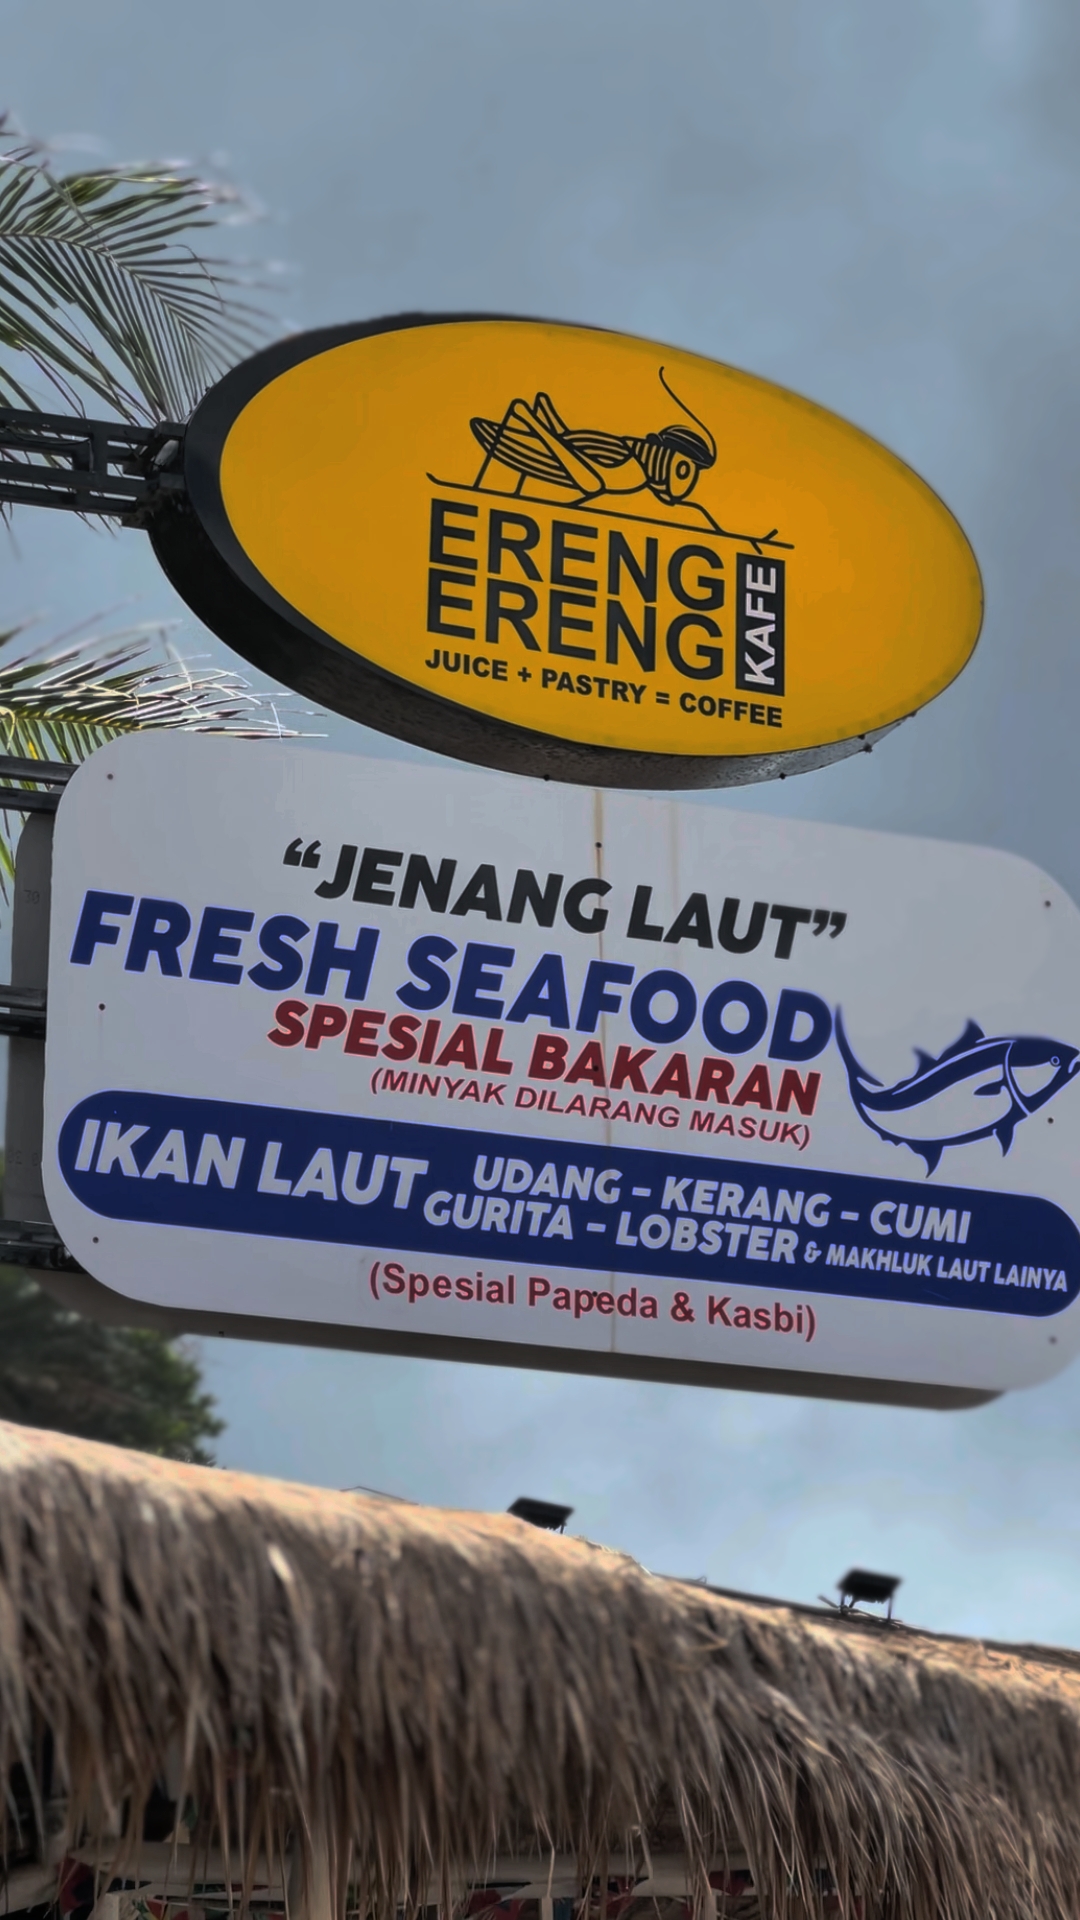 ERENG
ERENG
KAFE
JUICE + PASTRY = COFFEE
“JENANG LAUT”
FRESH SEAFOOD
SPESIAL BAKARAN
(MINYAK DILARANG MASUK)
IKAN LAUT
UDANG - KERANG - CUMI
GURITA - LOBSTER & MAKHLUK LAUT LAINYA
(Spesial Papeda & Kasbi)